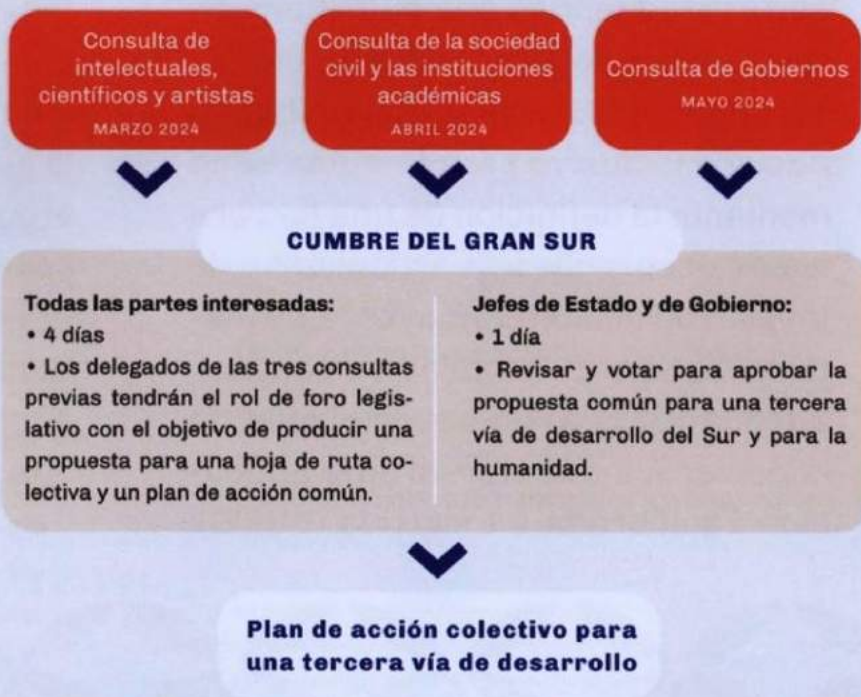 Consulta de
intelectuales,
científicos y artistas
MARZO 2024
Consulta de la sociedad
civil y las instituciones
académicas
ABRIL 2024
Consulta de Gobiernos
MAYO 2024
CUMBRE DEL GRAN SUR
Todas las partes interesadas:
• 4 días
• Los delegados de las tres consultas
previas tendrán el rol de foro legis-
lativo con el objetivo de producir una
propuesta para una hoja de ruta co-
lectiva y un plan de acción común.
Jefes de Estado y de Gobierno:
• 1 día
• Revisar y votar para aprobar la
propuesta común para una tercera
vía de desarrollo del Sur y para la
humanidad.
Plan de acción colectivo para
una tercera vía de desarrollo